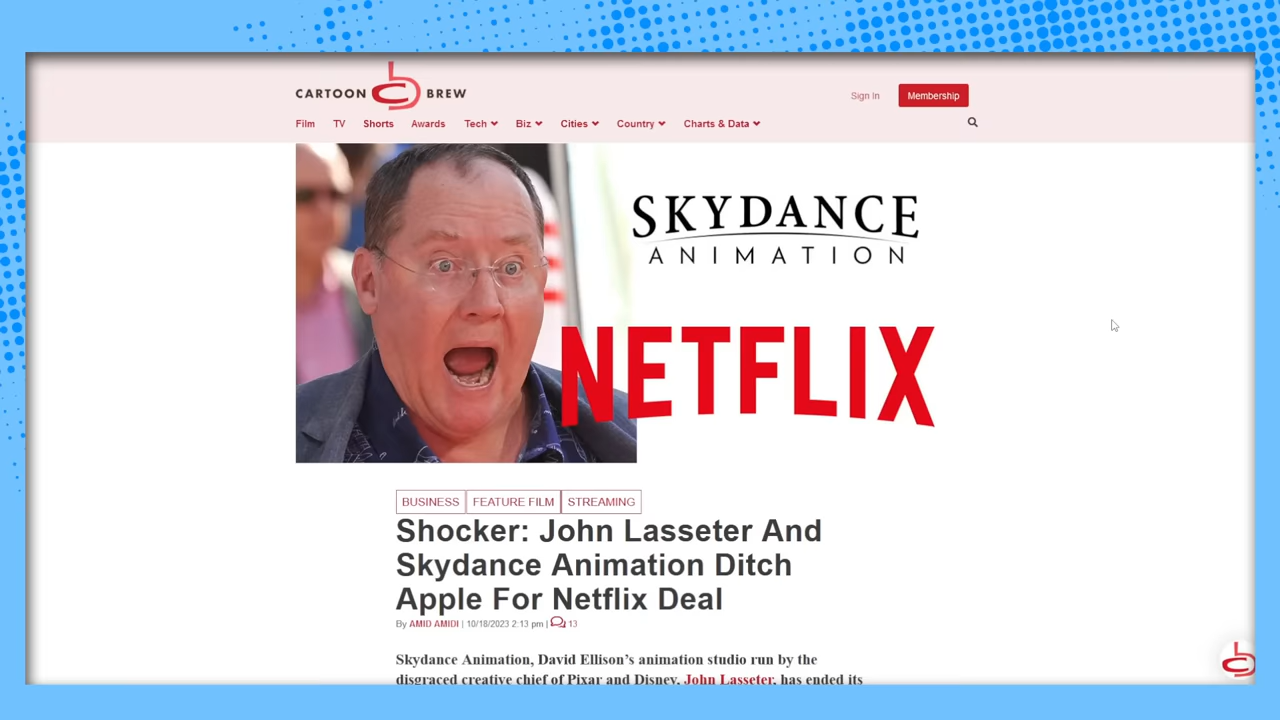 CARTOON BREW
Sign In
Membership
Film TV Shorts Awards Tech Biz Cities Country Charts & Data
SKYDANCE
ANIMATION
NETFLIX
BUSINESS FEATURE FILM STREAMING
Shocker: John Lasseter And
Skydance Animation Ditch
Apple For Netflix Deal
By AMID AMIDI | 10/18/2023 2:13 pm | 13
Skydance Animation, David Ellison’s animation studio run by the
disgraced creative chief of Pixar and Disney, John Lasseter, has ended its